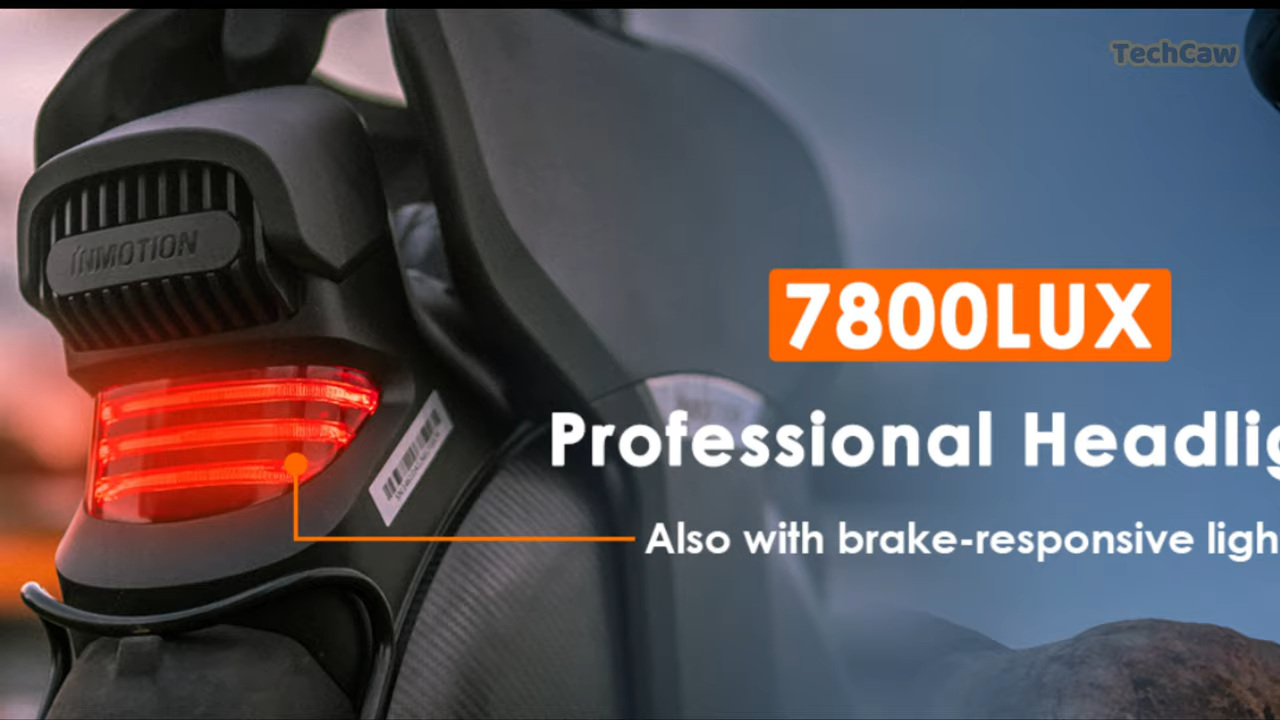 TechCaw
INMOTION
7800LUX
Professional Headlig
Also with brake-responsive ligh